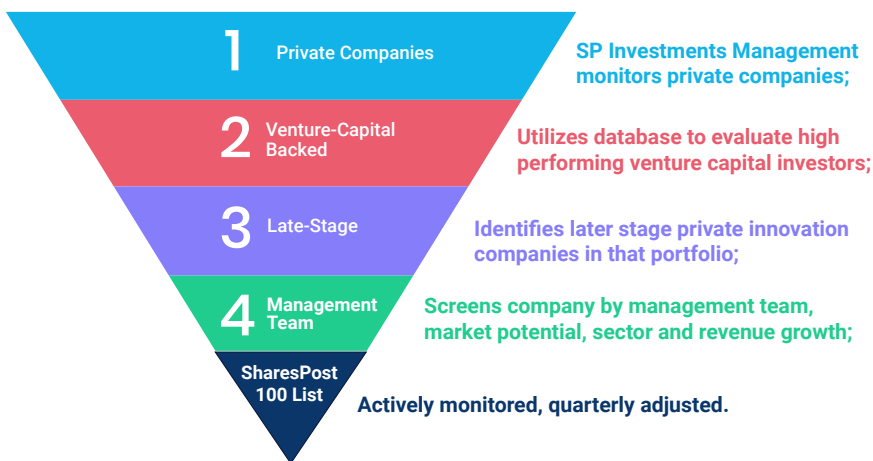 1 Private Companies
SP Investments Management
monitors private companies;
2 Venture-Capital
Backed
Utilizes database to evaluate high
performing venture capital investors;
3 Late-Stage
Identifies later stage private innovation
companies in that portfolio;
4 Management
Team
Screens company by management team,
market potential, sector and revenue growth;
SharesPost
100 List
Actively monitored, quarterly adjusted.